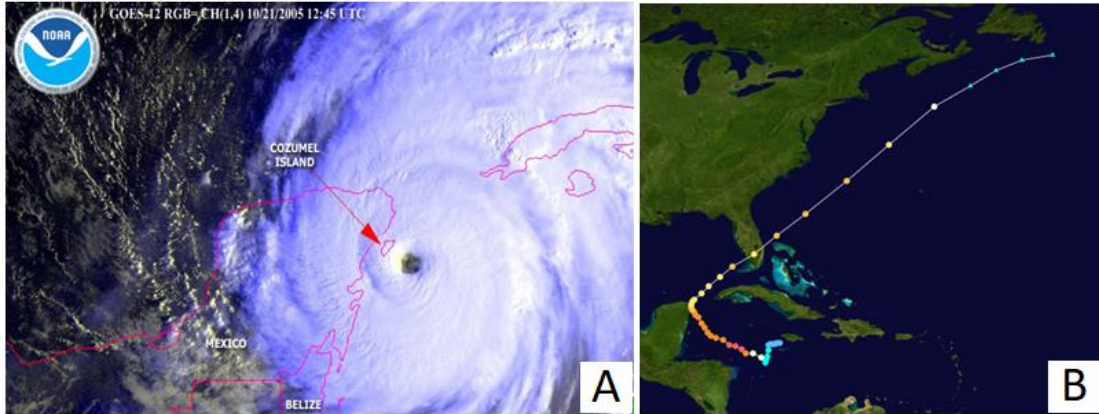 GOES-12 RGB= CH(1,4) 10/21/2005 12:45 UTC
NOAA
COZUMEL
ISLAND
MEXICO
BELIZE
A
B